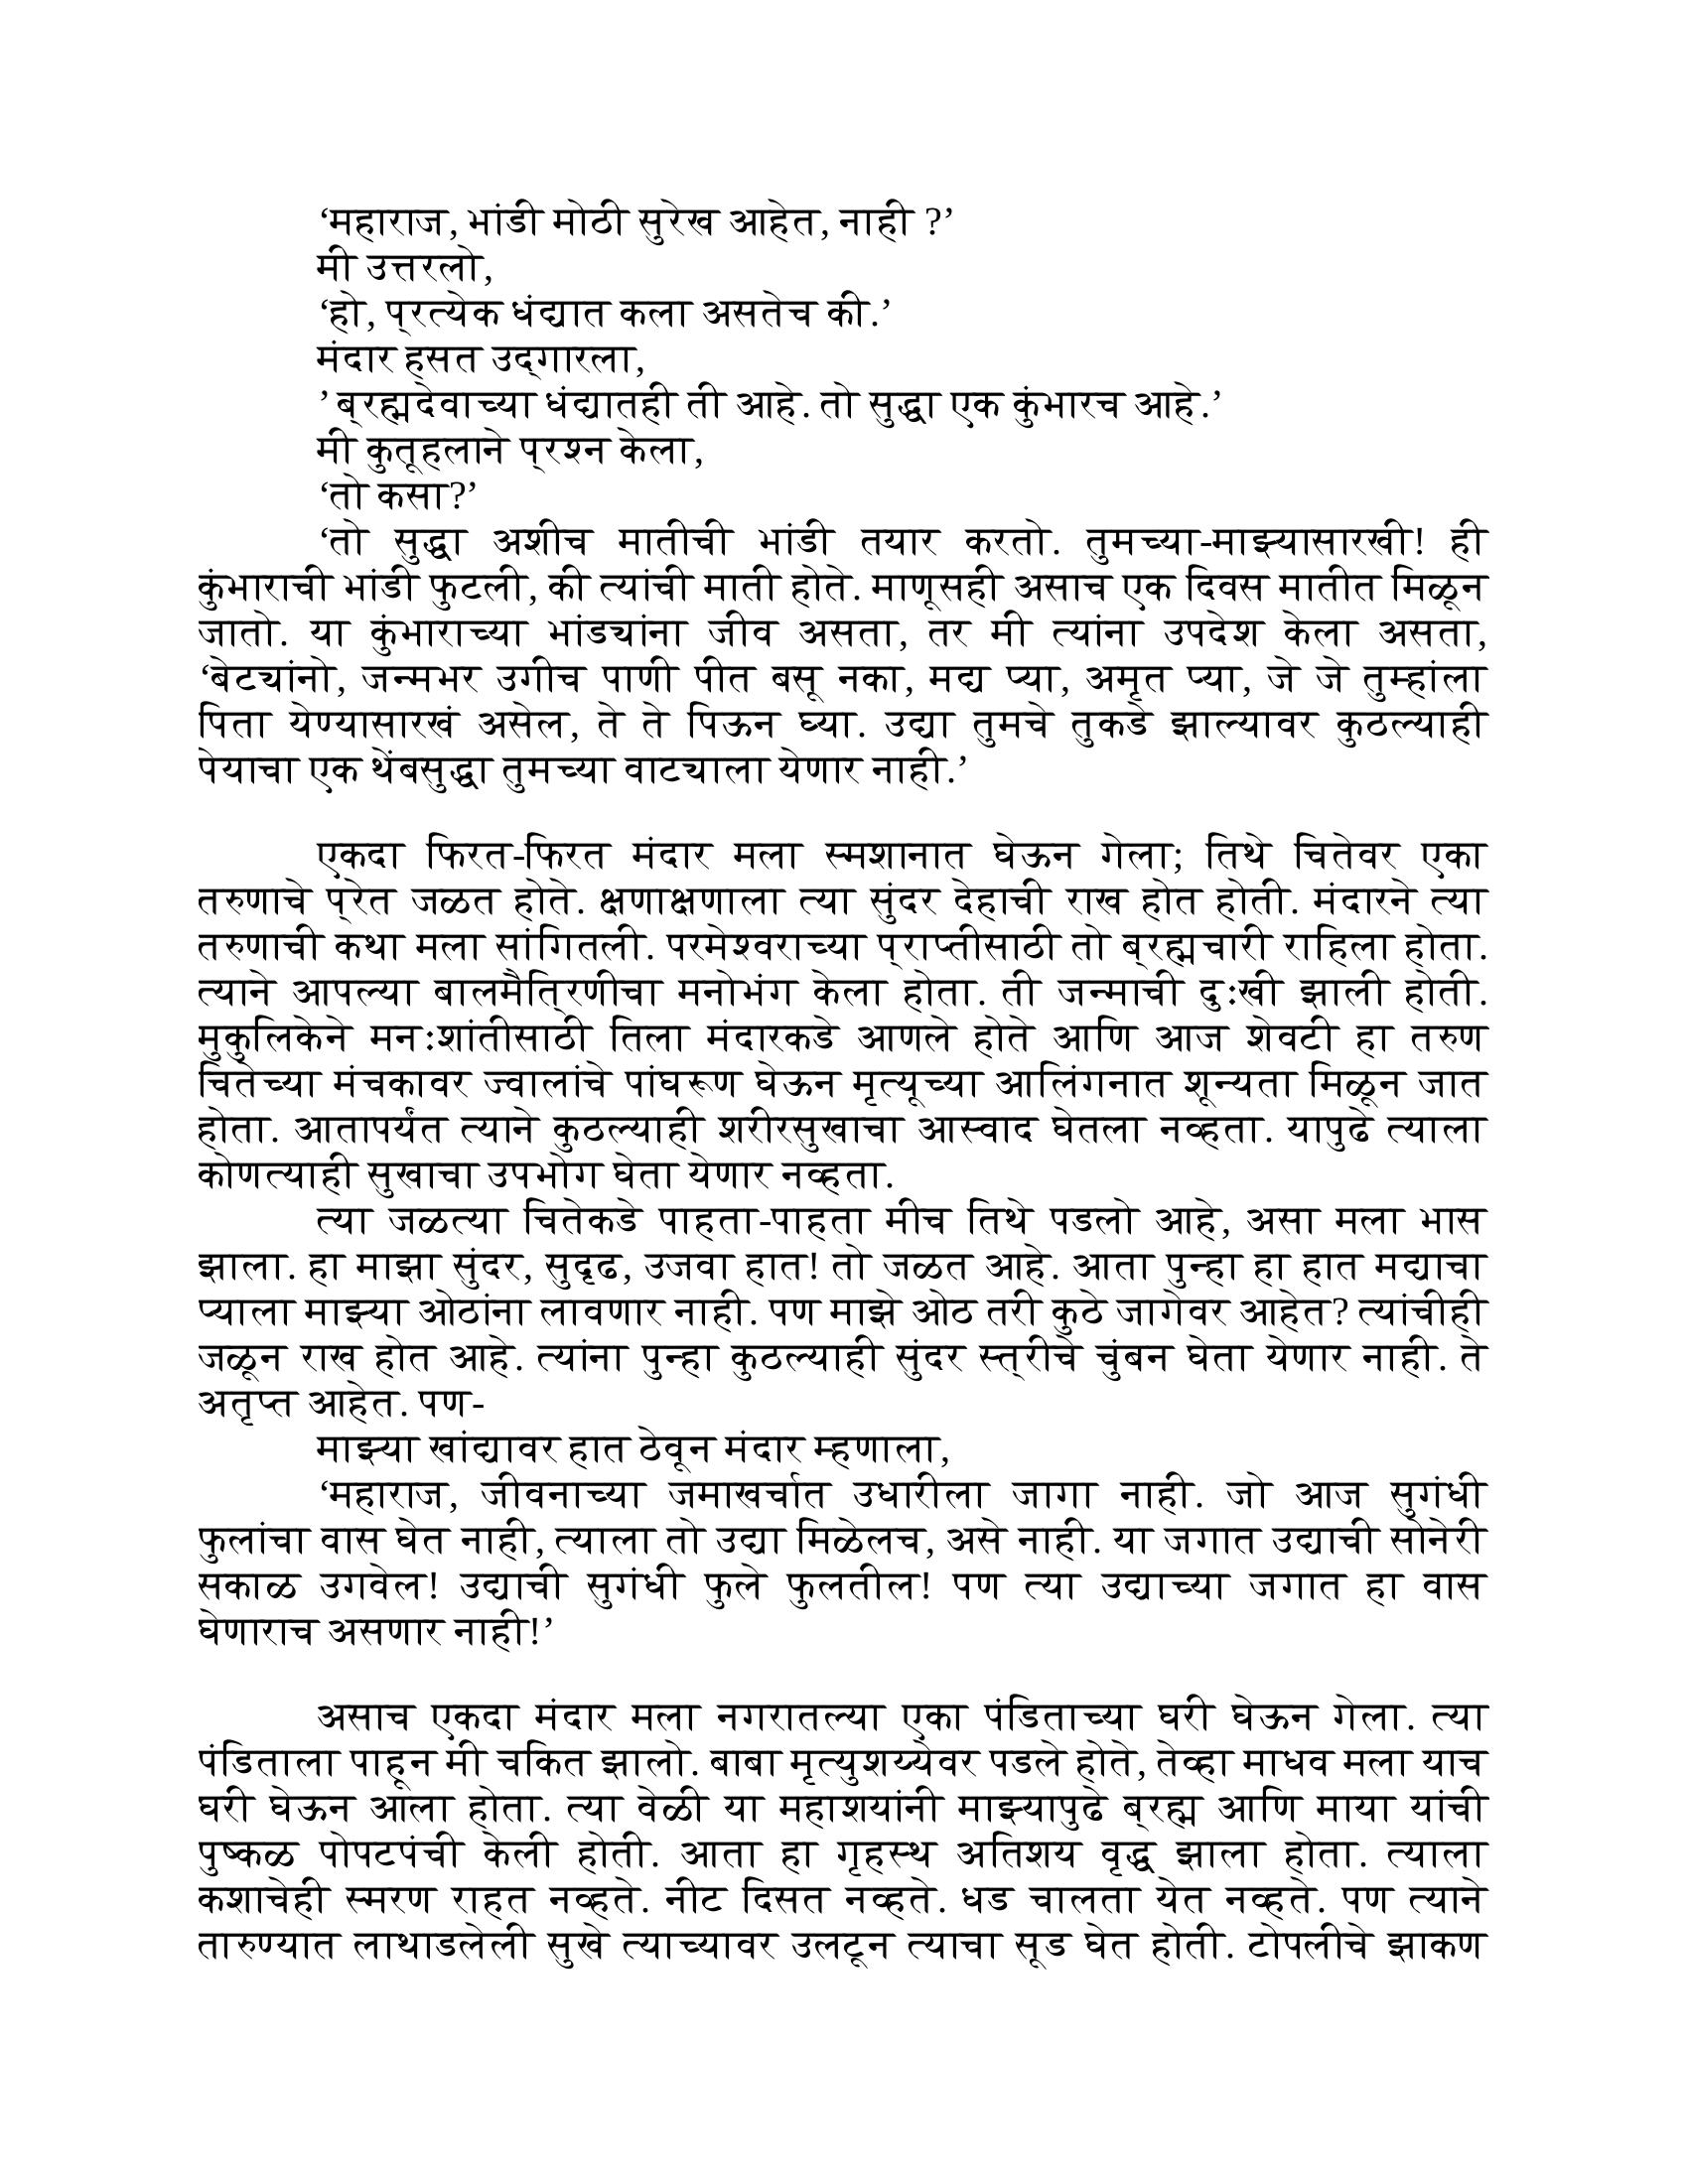 ‘महाराज, भांडी मोठी सुरेख आहेत, नाही ?’
मी उत्तरलो,
‘हो, प्रत्येक धंद्यात कला असतेच की.’
मंदार हसत उद्‌गारला,
’ ब्रह्मदेवाच्या धंद्यातही ती आहे. तो सुद्धा एक कुंभारच आहे.’
मी कुतूहलाने प्रश्न केला,
‘तो कसा?’
‘तो सुद्धा अशीच मातीची भांडी तयार करतो. तुमच्या-माझ्यासारखी! ही
कुंभाराची भांडी फुटली, की त्यांची माती होते. माणूसही असाच एक दिवस मातीत मिळून
जातो. या कुंभाराच्या भांड्यांना जीव असता, तर मी त्यांना उपदेश केला असता,
‘बेट्यांनो, जन्मभर उगीच पाणी पीत बसू नका, मद्य प्या, अमृत प्या, जे जे तुम्हांला
पिता येण्यासारखं असेल, ते ते पिऊन घ्या. उद्या तुमचे तुकडे झाल्यावर कुठल्याही
पेयाचा एक थेंबसुद्धा तुमच्या वाट्याला येणार नाही.’
एकदा फिरत-फिरत मंदार मला स्मशानात घेऊन गेला; तिथे चितेवर एका
तरुणाचे प्रेत जळत होते. क्षणाक्षणाला त्या सुंदर देहाची राख होत होती. मंदारने त्या
तरुणाची कथा मला सांगितली. परमेश्वराच्या प्राप्तीसाठी तो ब्रह्मचारी राहिला होता.
त्याने आपल्या बालमैत्रिणीचा मनोभंग केला होता. ती जन्माची दुःखी झाली होती.
मुकुलिकेने मनःशांतीसाठी तिला मंदारकडे आणले होते आणि आज शेवटी हा तरुण
चितेच्या मंचकावर ज्वालांचे पांघरूण घेऊन मृत्यूच्या आलिंगनात शून्यता मिळून जात
होता. आतापर्यंत त्याने कुठल्याही शरीरसुखाचा आस्वाद घेतला नव्हता. यापुढे त्याला
कोणत्याही सुखाचा उपभोग घेता येणार नव्हता.
त्या जळत्या चितेकडे पाहता-पाहता मीच तिथे पडलो आहे, असा मला भास
झाला. हा माझा सुंदर, सुदृढ, उजवा हात! तो जळत आहे. आता पुन्हा हा हात मद्याचा
प्याला माझ्या ओठांना लावणार नाही. पण माझे ओठ तरी कुठे जागेवर आहेत? त्यांचीही
जळून राख होत आहे. त्यांना पुन्हा कुठल्याही सुंदर स्त्रीचे चुंबन घेता येणार नाही. ते
अतृप्त आहेत. पण-
माझ्या खांद्यावर हात ठेवून मंदार म्हणाला,
‘महाराज, जीवनाच्या जमाखर्चात उधारीला जागा नाही. जो आज सुगंधी
फुलांचा वास घेत नाही, त्याला तो उद्या मिळेलच, असे नाही. या जगात उद्याची सोनेरी
सकाळ उगवेल! उद्याची सुगंधी फुले फुलतील! पण त्या उद्याच्या जगात हा वास
घेणाराच असणार नाही!’
असाच एकदा मंदार मला नगरातल्या एका पंडिताच्या घरी घेऊन गेला. त्या
पंडिताला पाहून मी चकित झालो. बाबा मृत्युशय्येवर पडले होते, तेव्हा माधव मला याच
घरी घेऊन आला होता. त्या वेळी या महाशयांनी माझ्यापुढे ब्रह्म आणि माया यांची
पुष्कळ पोपटपंची केली होती. आता हा गृहस्थ अतिशय वृद्ध झाला होता. त्याला
कशाचेही स्मरण राहत नव्हते. नीट दिसत नव्हते. धड चालता येत नव्हते. पण त्याने
तारुण्यात लाथाडलेली सुखे त्याच्यावर उलटून त्याचा सूड घेत होती. टोपलीचे झाकण